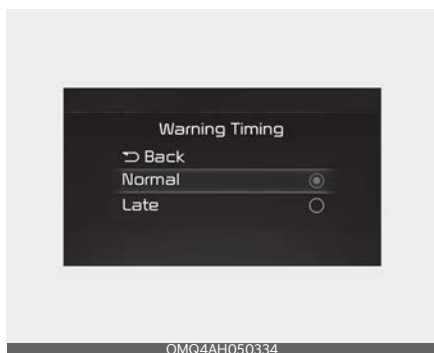 Warning Timing
Back
Normal
Late
OMQ4AH050334